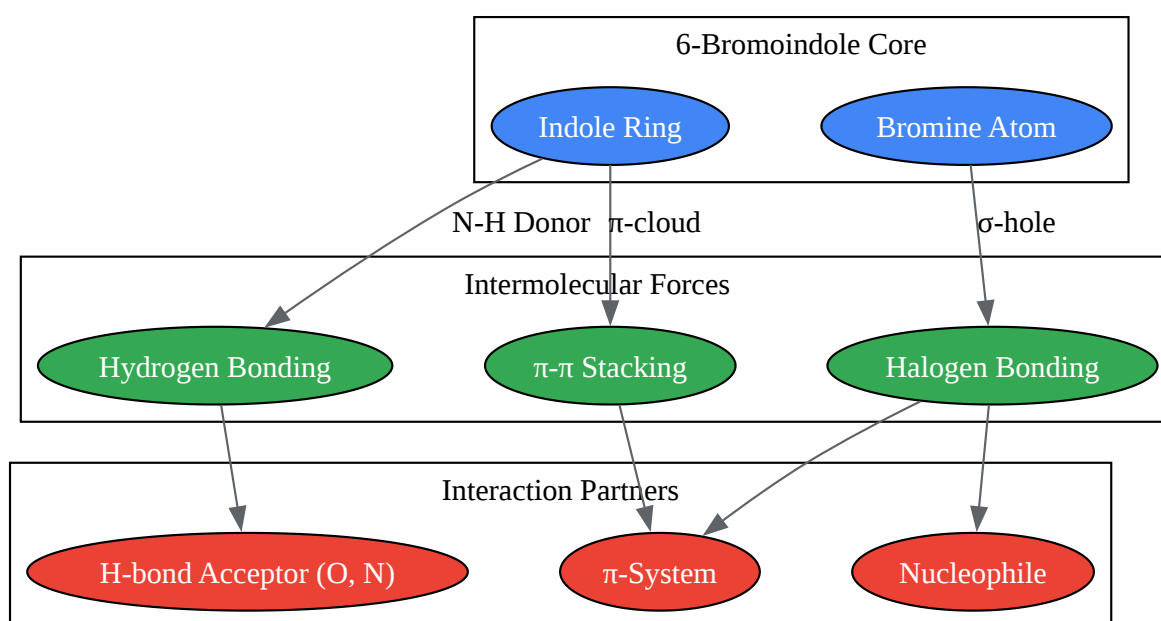 6-Bromoindole Core
Indole Ring
Bromine Atom
N-H Donor
π-cloud
σ-hole
Intermolecular Forces
Hydrogen Bonding
π-π Stacking
Halogen Bonding
Interaction Partners
H-bond Acceptor (O, N)
π-System
Nucleophile